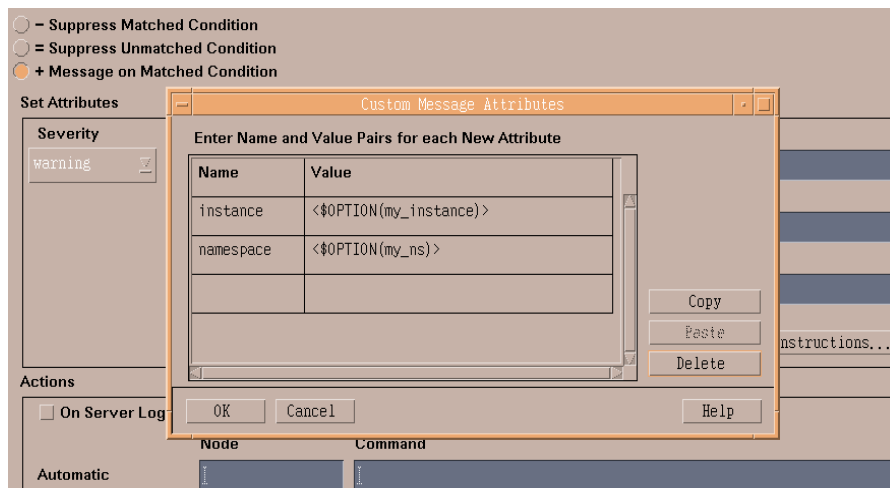 – Suppress Matched Condition
= Suppress Unmatched Condition
+ Message on Matched Condition
Set Attributes
Custom Message Attributes
Severity
warning
Enter Name and Value Pairs for each New Attribute
Name Value
instance <$OPTION(my_instance)>
namespace <$OPTION(my_ns)>
Copy
Paste
nstructions...
Delete
Actions
On Server Log
OK Cancel Help
Node Command
Automatic